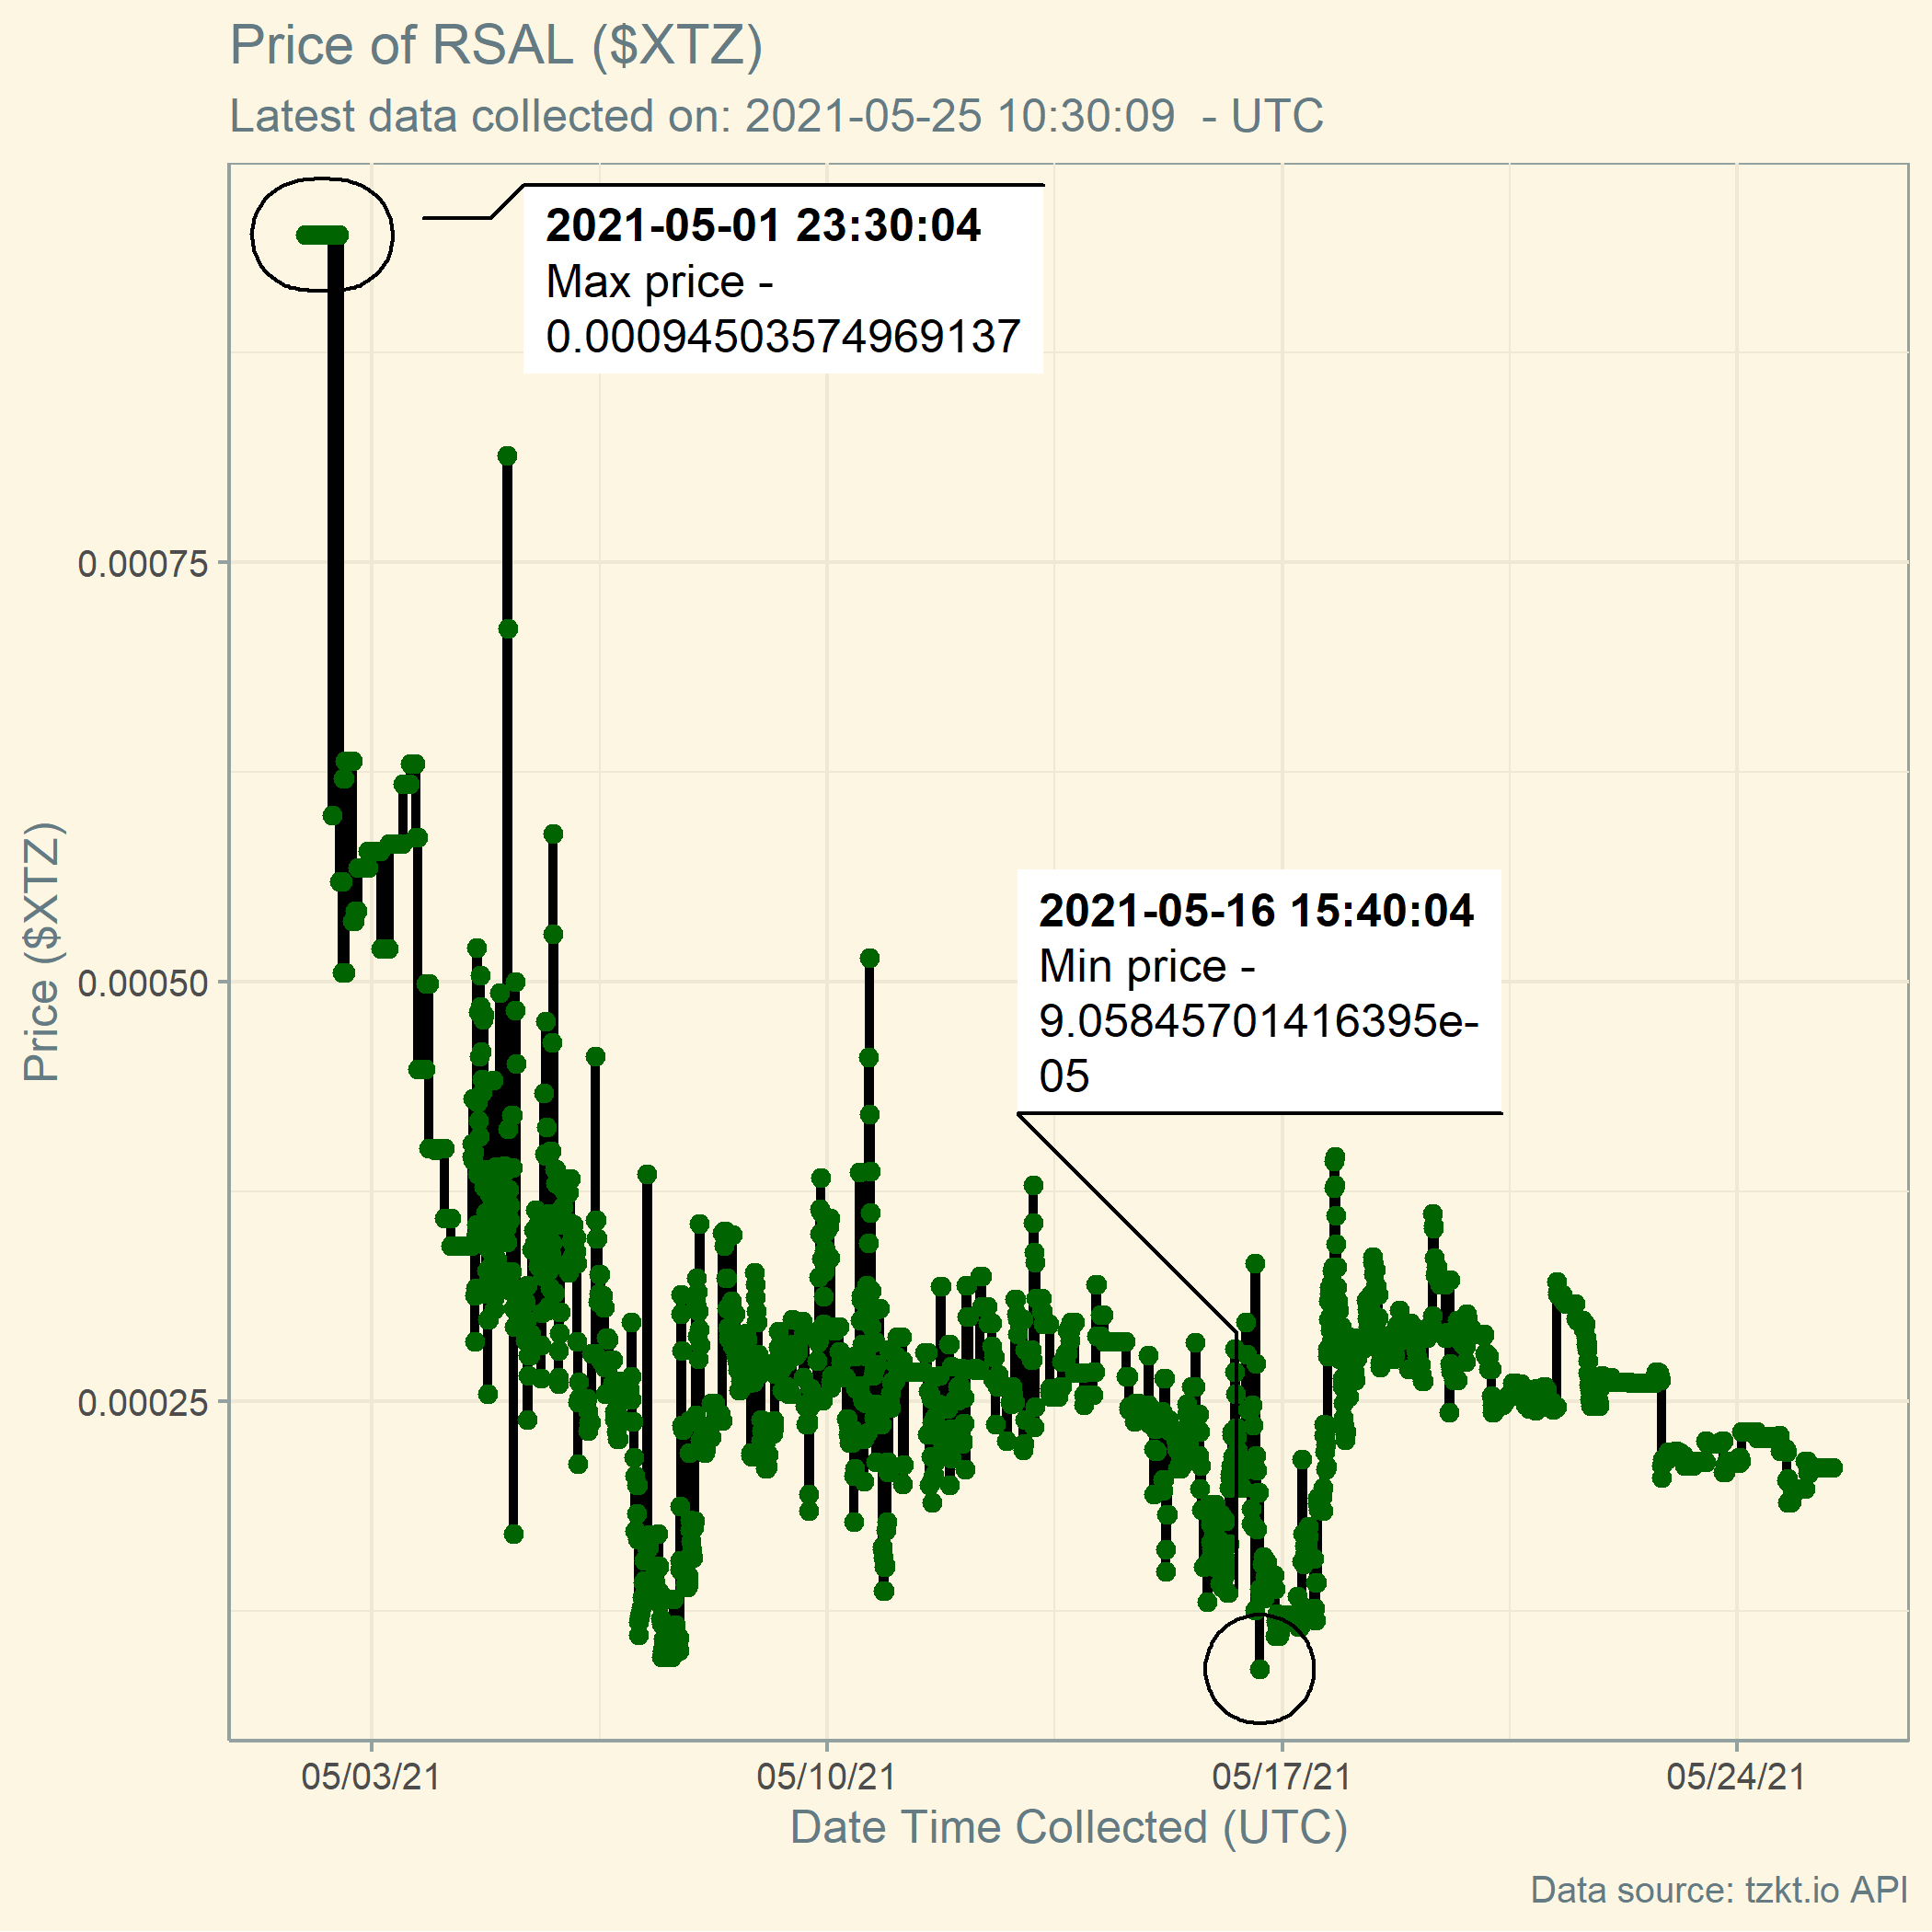 Price of RSAL ($XTZ)
Latest data collected on: 2021-05-25 10:30:09  - UTC
2021-05-01 23:30:04
Max price -
0.00094503574969137
0.00075
2021-05-16 15:40:04
Min price -
9.05845701416395e-
05
0.00050
0.00025
Price ($XTZ)
05/03/21
05/10/21
05/17/21
05/24/21
Date Time Collected (UTC)
Data source: tzkt.io API